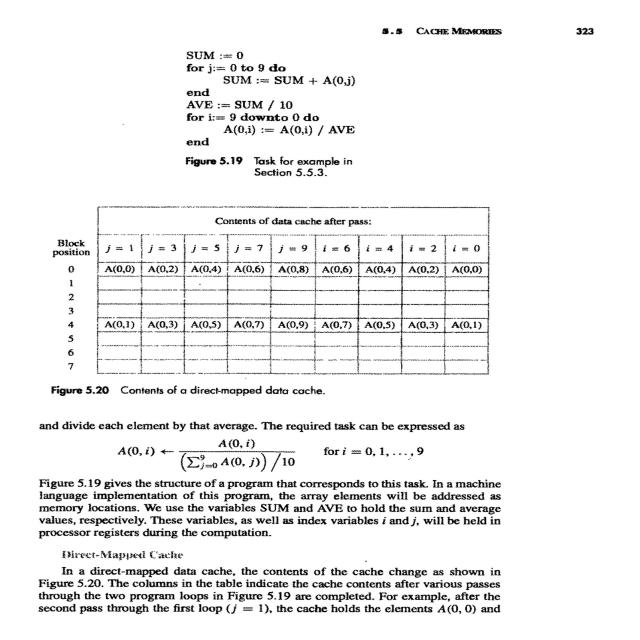 5.5 CACHE MEMORIES 323
SUM := 0
for j:= 0 to 9 do
SUM := SUM + A(0,j)
end
AVE := SUM / 10
for i:= 9 downto 0 do
A(0,i) := A(0,i) / AVE
end
Figure 5.19 Task for example in
Section 5.5.3.
Contents of data cache after pass:
Block
position j = 1 j = 3 j = 5 j = 7 j = 9 i = 6 i = 4 i = 2 i = 0
0 A(0,0) A(0,2) A(0,4) A(0,6) A(0,8) A(0,6) A(0,4) A(0,2) A(0,0)
1
2
3
4 A(0,1) A(0,3) A(0,5) A(0,7) A(0,9) A(0,7) A(0,5) A(0,3) A(0,1)
5
6
7
Figure 5.20 Contents of a direct-mapped data cache.
and divide each element by that average. The required task can be expressed as
A(0, i) ← A(0, i) / (∑⁹ⱼ₌₀ A(0, j)) / 10 for i = 0, 1, . . . , 9
Figure 5.19 gives the structure of a program that corresponds to this task. In a machine
language implementation of this program, the array elements will be addressed as
memory locations. We use the variables SUM and AVE to hold the sum and average
values, respectively. These variables, as well as index variables i and j, will be held in
processor registers during the computation.
Direct-Mapped Cache
In a direct-mapped data cache, the contents of the cache change as shown in
Figure 5.20. The columns in the table indicate the cache contents after various passes
through the two program loops in Figure 5.19 are completed. For example, after the
second pass through the first loop (j = 1), the cache holds the elements A(0, 0) and